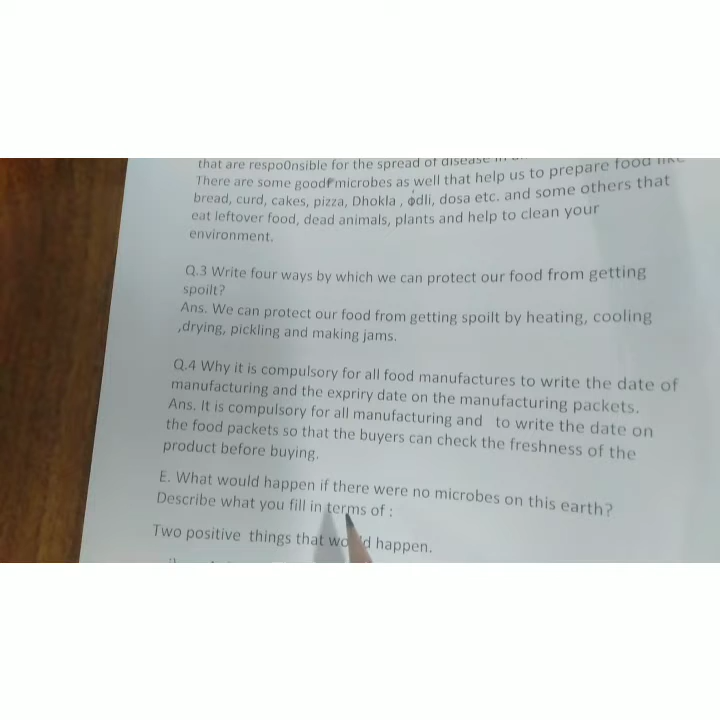 that are respo0nsible for the spread of disease in
There are some good microbes as well that help us to prepare food like
bread, curd, cakes, pizza, Dhokla , idli, dosa etc. and some others that
eat leftover food, dead animals, plants and help to clean your
environment.
Q.3 Write four ways by which we can protect our food from getting
spoilt?
Ans. We can protect our food from getting spoilt by heating, cooling
,drying, pickling and making jams.
Q.4 Why it is compulsory for all food manufactures to write the date of
manufacturing and the expriry date on the manufacturing packets.
Ans. It is compulsory for all manufacturing and to write the date on
the food packets so that the buyers can check the freshness of the
product before buying.
E. What would happen if there were no microbes on this earth?
Describe what you fill in terms of :
Two positive things that would happen.